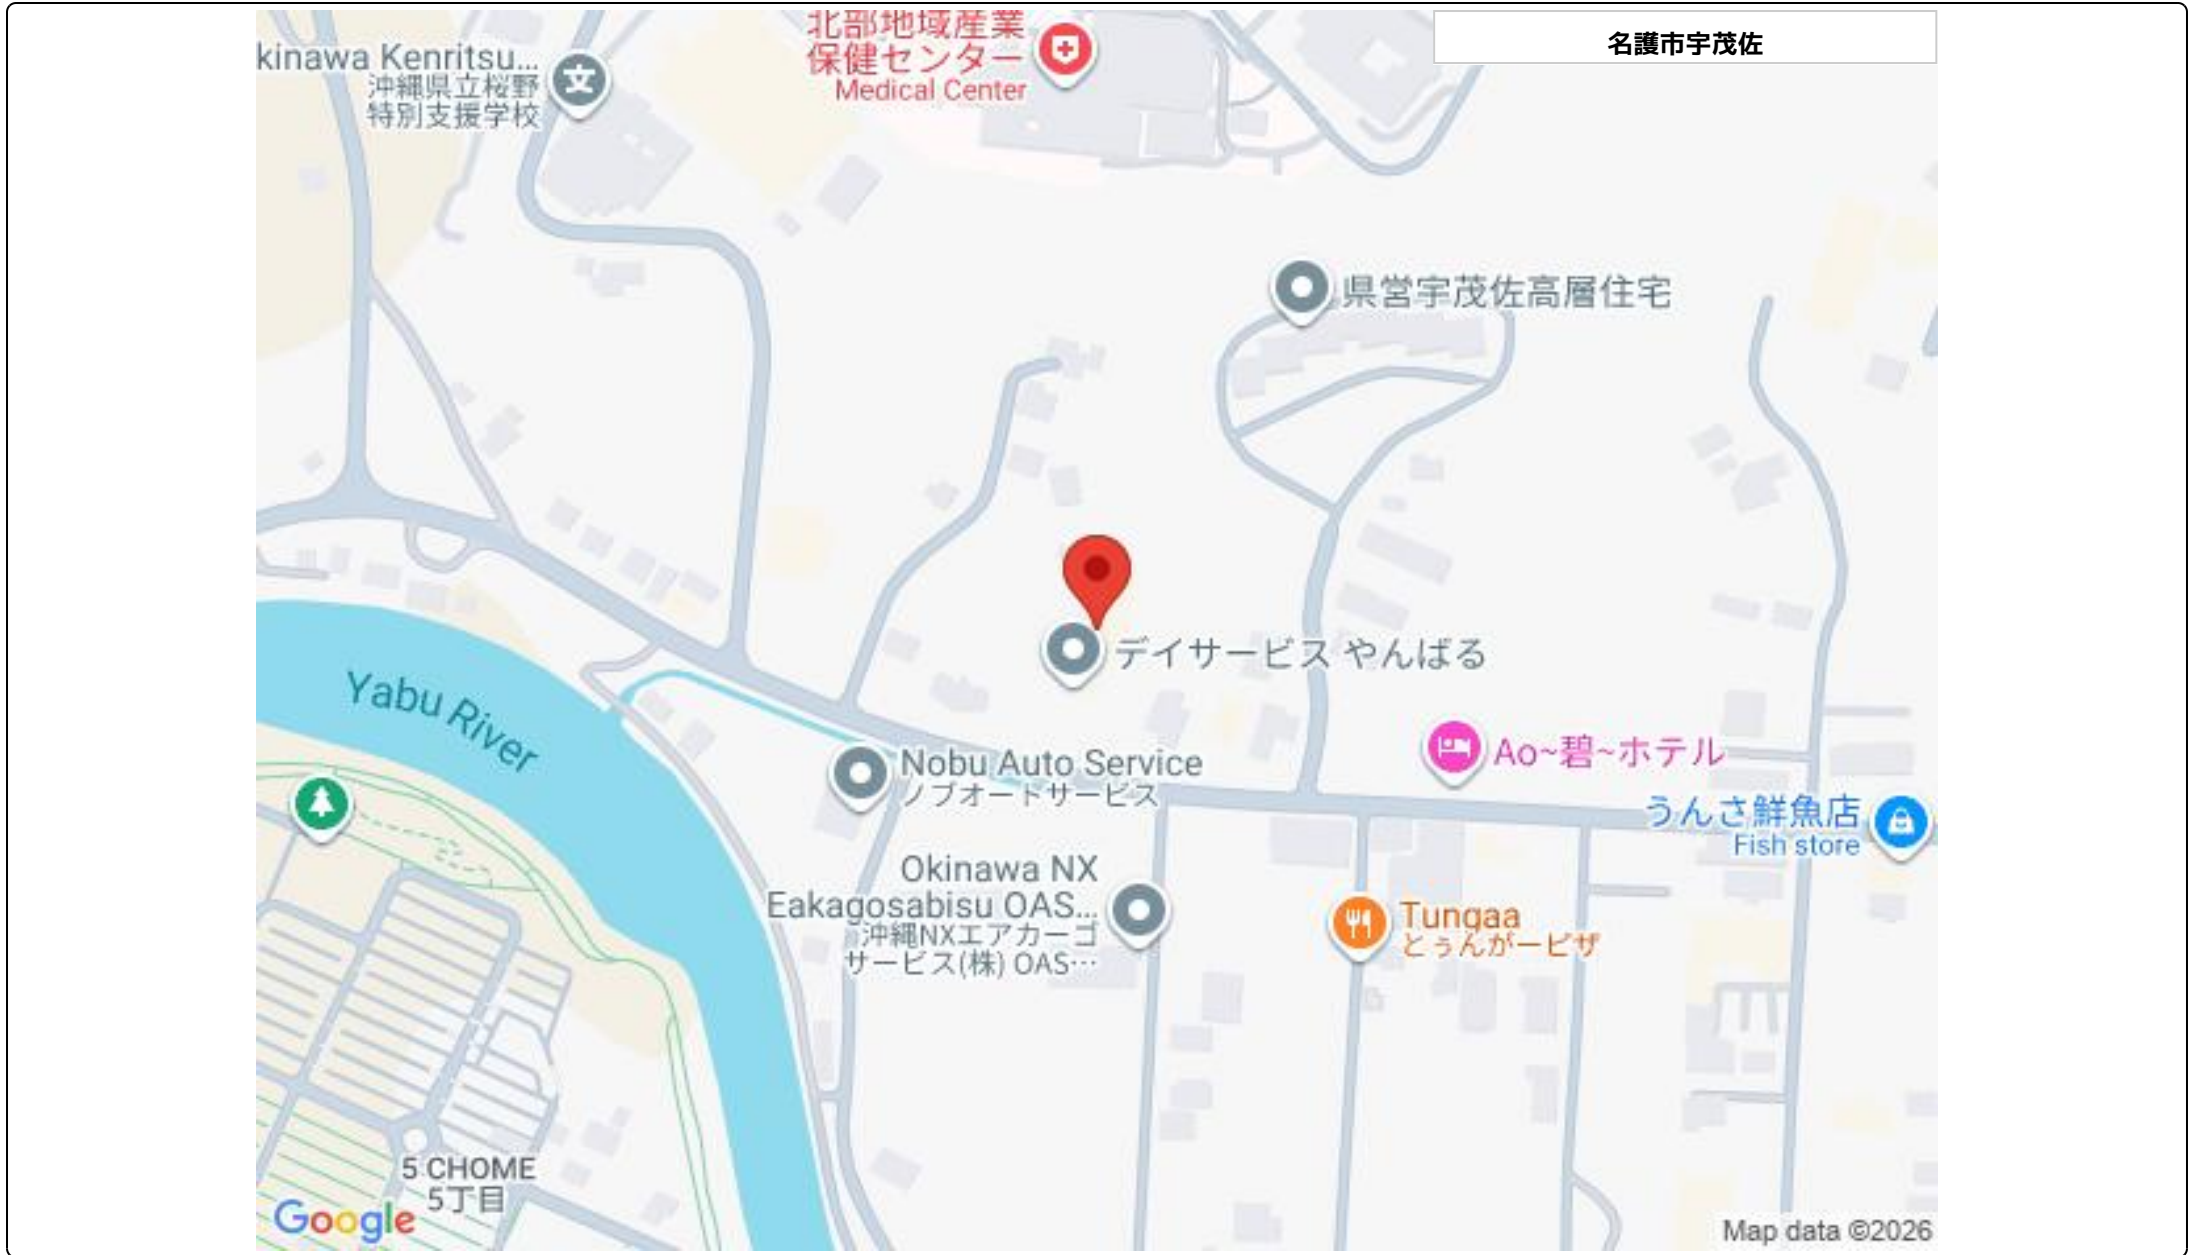 北部地域産業
保健センター
Medical Center
名護市宇茂佐
kinawa Kenritsu...
沖縄県立桜野
特別支援学校
県営宇茂佐高層住宅
デイサービス やんばる
Yabu River
Ao~碧~ホテル
Nobu Auto Service
ノブオートサービス
うんさ鮮魚店
Fish store
Okinawa NX
Eakagosabisu OAS...
沖縄NXエアカーゴ
サービス(株) OAS…
Tungaa
とぅんがーピザ
5 CHOME
5丁目
Google
Map data ©2026